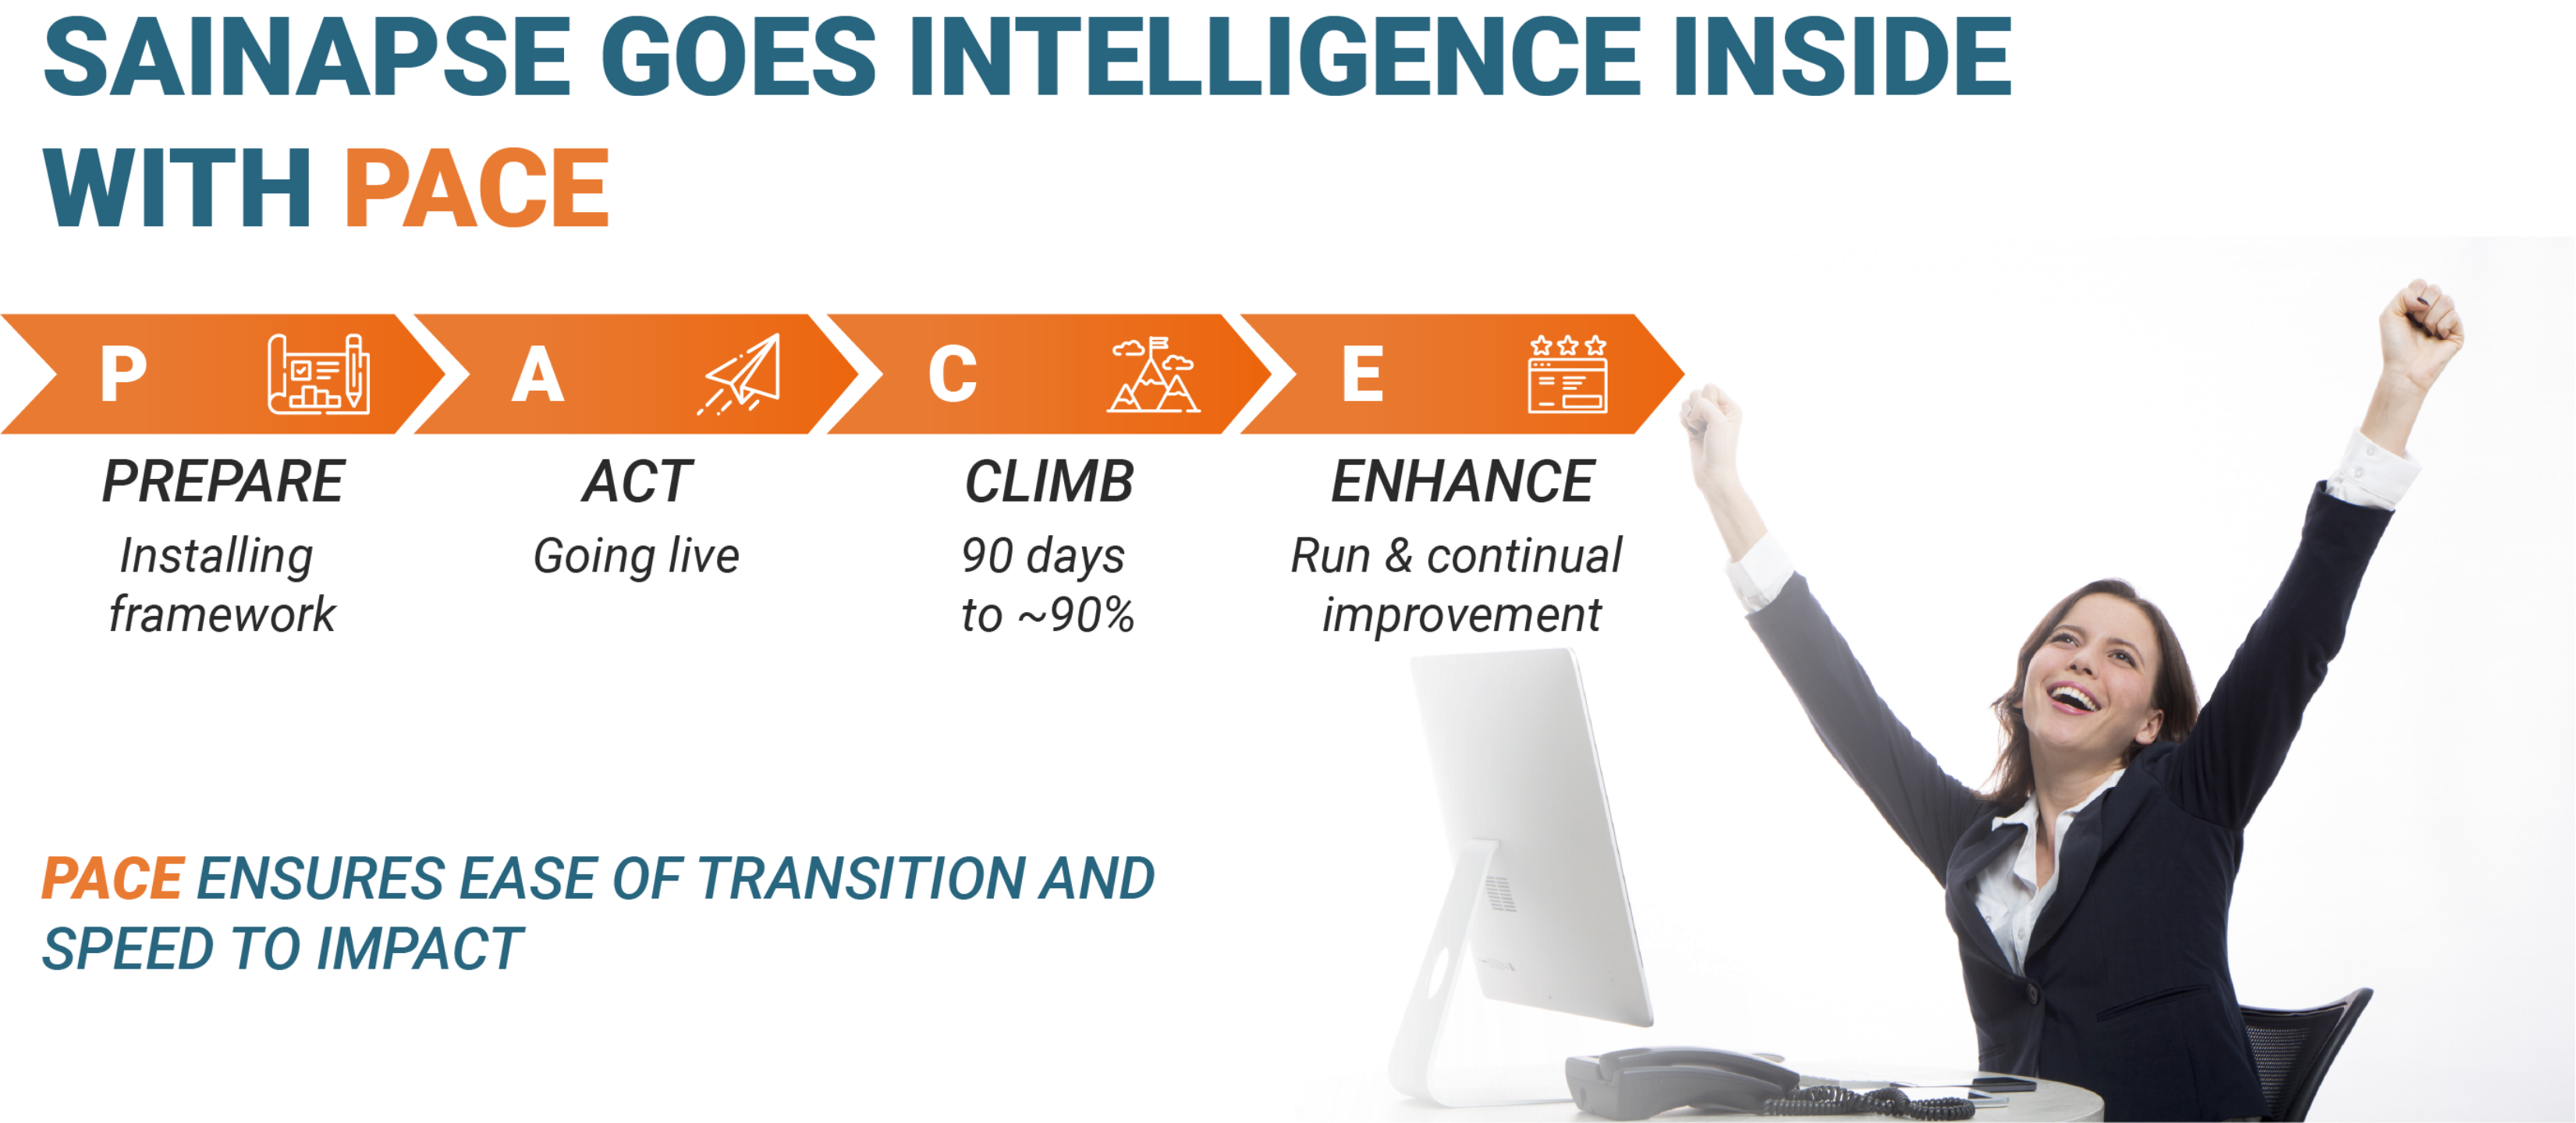 SAINAPSE GOES INTELLIGENCE INSIDE
WITH PACE
P
A
C
E
PREPARE
Installing
framework
ACT
Going live
CLIMB
90 days
to ~90%
ENHANCE
Run & continual
improvement
PACE ENSURES EASE OF TRANSITION AND
SPEED TO IMPACT